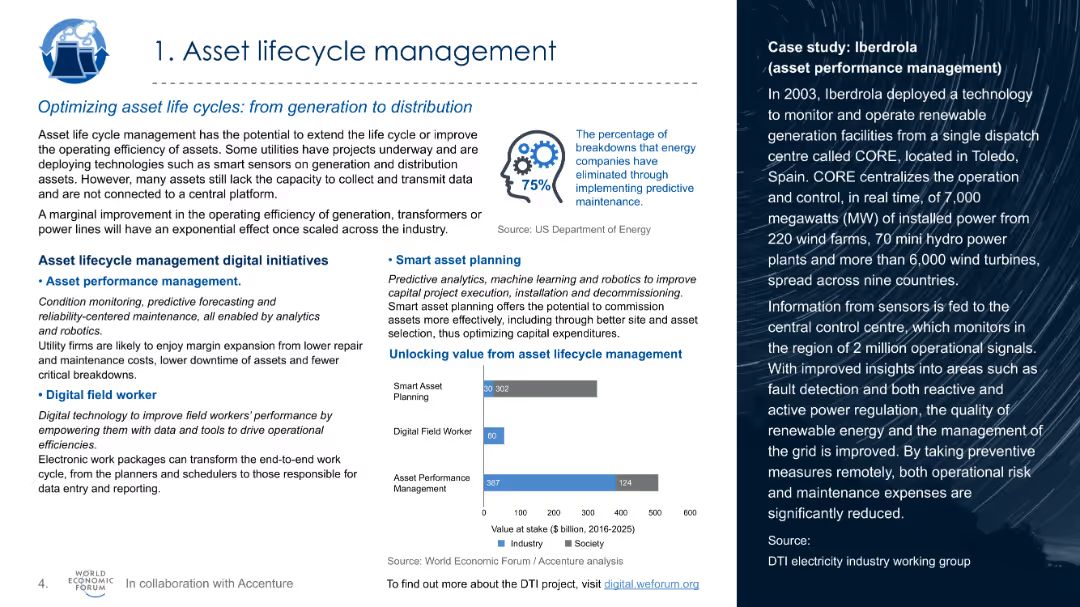 1. Asset lifecycle management
Optimizing asset life cycles: from generation to distribution
Asset life cycle management has the potential to extend the life cycle or improve
the operating efficiency of assets. Some utilities have projects underway and are
deploying technologies such as smart sensors on generation and distribution
assets. However, many assets still lack the capacity to collect and transmit data
and are not connected to a central platform.
A marginal improvement in the operating efficiency of generation, transformers or
power lines will have an exponential effect once scaled across the industry.
75%
The percentage of
breakdowns that energy
companies have
eliminated through
implementing predictive
maintenance.
Source: US Department of Energy
Asset lifecycle management digital initiatives
• Asset performance management.
Condition monitoring, predictive forecasting and
reliability-centered maintenance, all enabled by analytics
and robotics.
Utility firms are likely to enjoy margin expansion from lower repair
and maintenance costs, lower downtime of assets and fewer
critical breakdowns.
• Digital field worker
Digital technology to improve field workers' performance by
empowering them with data and tools to drive operational
efficiencies.
Electronic work packages can transform the end-to-end work
cycle, from the planners and schedulers to those responsible for
data entry and reporting.
• Smart asset planning
Predictive analytics, machine learning and robotics to improve
capital project execution, installation and decommissioning.
Smart asset planning offers the potential to commission
assets more effectively, including through better site and asset
selection, thus optimizing capital expenditures.
Unlocking value from asset lifecycle management
Smart Asset
Planning
30 302
Digital Field Worker
60
Asset Performance
Management
387 124
0 100 200 300 400 500 600
Value at stake ($ billion, 2016-2025)
Industry Society
Source: World Economic Forum / Accenture analysis
4.
WORLD
ECONOMIC
FORUM
In collaboration with Accenture
To find out more about the DTI project, visit digital.weforum.org
Case study: Iberdrola
(asset performance management)
In 2003, Iberdrola deployed a technology
to monitor and operate renewable
generation facilities from a single dispatch
centre called CORE, located in Toledo,
Spain. CORE centralizes the operation
and control, in real time, of 7,000
megawatts (MW) of installed power from
220 wind farms, 70 mini hydro power
plants and more than 6,000 wind turbines,
spread across nine countries.
Information from sensors is fed to the
central control centre, which monitors in
the region of 2 million operational signals.
With improved insights into areas such as
fault detection and both reactive and
active power regulation, the quality of
renewable energy and the management of
the grid is improved. By taking preventive
measures remotely, both operational risk
and maintenance expenses are
significantly reduced.
Source:
DTI electricity industry working group